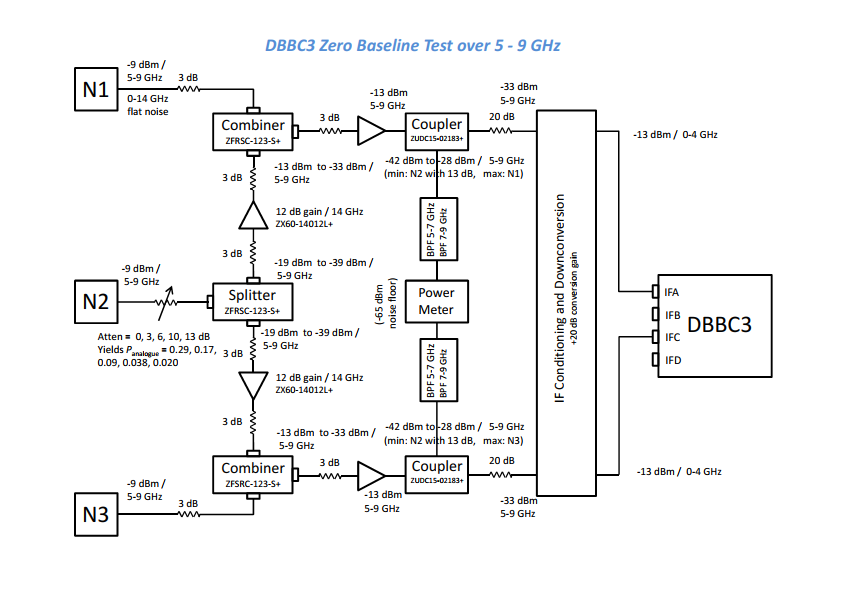 DBBC3 Zero Baseline Test over 5 - 9 GHz
N1
-9 dBm /
5-9 GHz
3 dB
0-14 GHz
flat noise
Combiner
ZFRSC-123-S+
3 dB
-13 dBm
5-9 GHz
Coupler
ZUDC15-02183+
-33 dBm
5-9 GHz
20 dB
-13 dBm / 0-4 GHz
-13 dBm to -33 dBm /
5-9 GHz
3 dB
-42 dBm to -28 dBm / 5-9 GHz
(min: N2 with 13 dB, max: N1)
12 dB gain / 14 GHz
ZX60-14012L+
BPF 5-7 GHz
BPF 7-9 GHz
3 dB
-19 dBm to -39 dBm /
5-9 GHz
N2
-9 dBm /
5-9 GHz
Splitter
ZFRSC-123-S+
(-65 dBm
noise floor)
Power
Meter
IF Conditioning and Downconversion
+20 dB conversion gain
IFA
IFB
IFC
IFD
DBBC3
Atten = 0, 3, 6, 10, 13 dB
Yields Panalogue = 0.29, 0.17,
0.09, 0.038, 0.020
-19 dBm to -39 dBm /
5-9 GHz
3 dB
12 dB gain / 14 GHz
ZX60-14012L+
BPF 5-7 GHz
BPF 7-9 GHz
3 dB
-13 dBm to -33 dBm /
5-9 GHz
-42 dBm to -28 dBm / 5-9 GHz
(min: N2 with 13 dB, max: N3)
Combiner
ZFSRC-123-S+
3 dB
-13 dBm
5-9 GHz
Coupler
ZUDC15-02183+
20 dB
-33 dBm
5-9 GHz
-13 dBm / 0-4 GHz
N3
-9 dBm /
5-9 GHz
3 dB